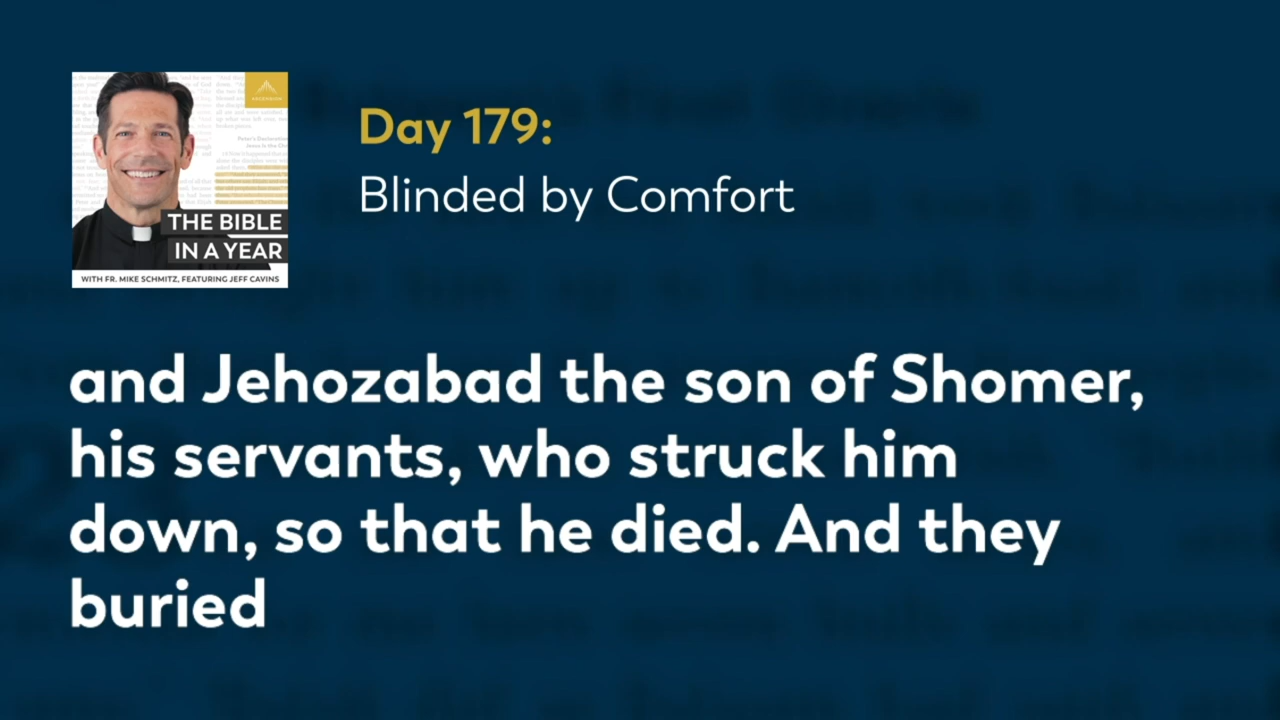 ASCENSION
THE BIBLE
IN A YEAR
WITH FR. MIKE SCHMITZ, FEATURING JEFF CAVINS
Day 179:
Blinded by Comfort
and Jehozabad the son of Shomer,
his servants, who struck him
down, so that he died. And they
buried